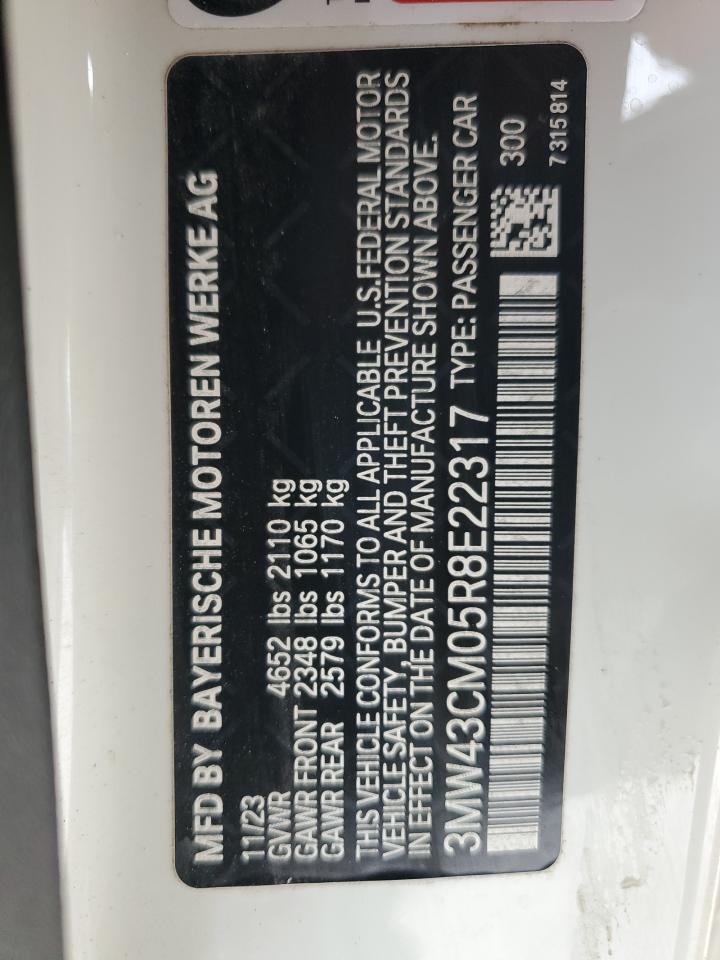 MFD BY BAYERISCHE MOTOREN WERKE AG
11/23
GVWR 4652 lbs 2110 kg
GAWR FRONT 2348 lbs 1065 kg
GAWR REAR 2579 lbs 1170 kg
THIS VEHICLE CONFORMS TO ALL APPLICABLE U.S.FEDERAL MOTOR
VEHICLE SAFETY, BUMPER AND THEFT PREVENTION STANDARDS
IN EFFECT ON THE DATE OF MANUFACTURE SHOWN ABOVE.
3MW43CM05R8E22317 TYPE: PASSENGER CAR
300
7 315 814